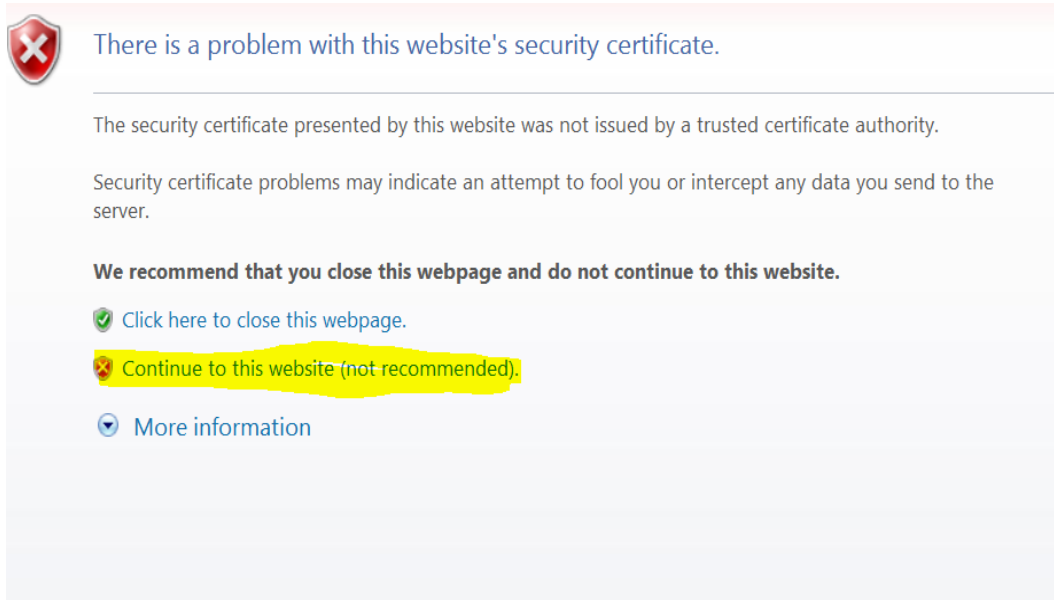 There is a problem with this website's security certificate.
The security certificate presented by this website was not issued by a trusted certificate authority.
Security certificate problems may indicate an attempt to fool you or intercept any data you send to the
server.
We recommend that you close this webpage and do not continue to this website.
Click here to close this webpage.
Continue to this website (not recommended).
More information